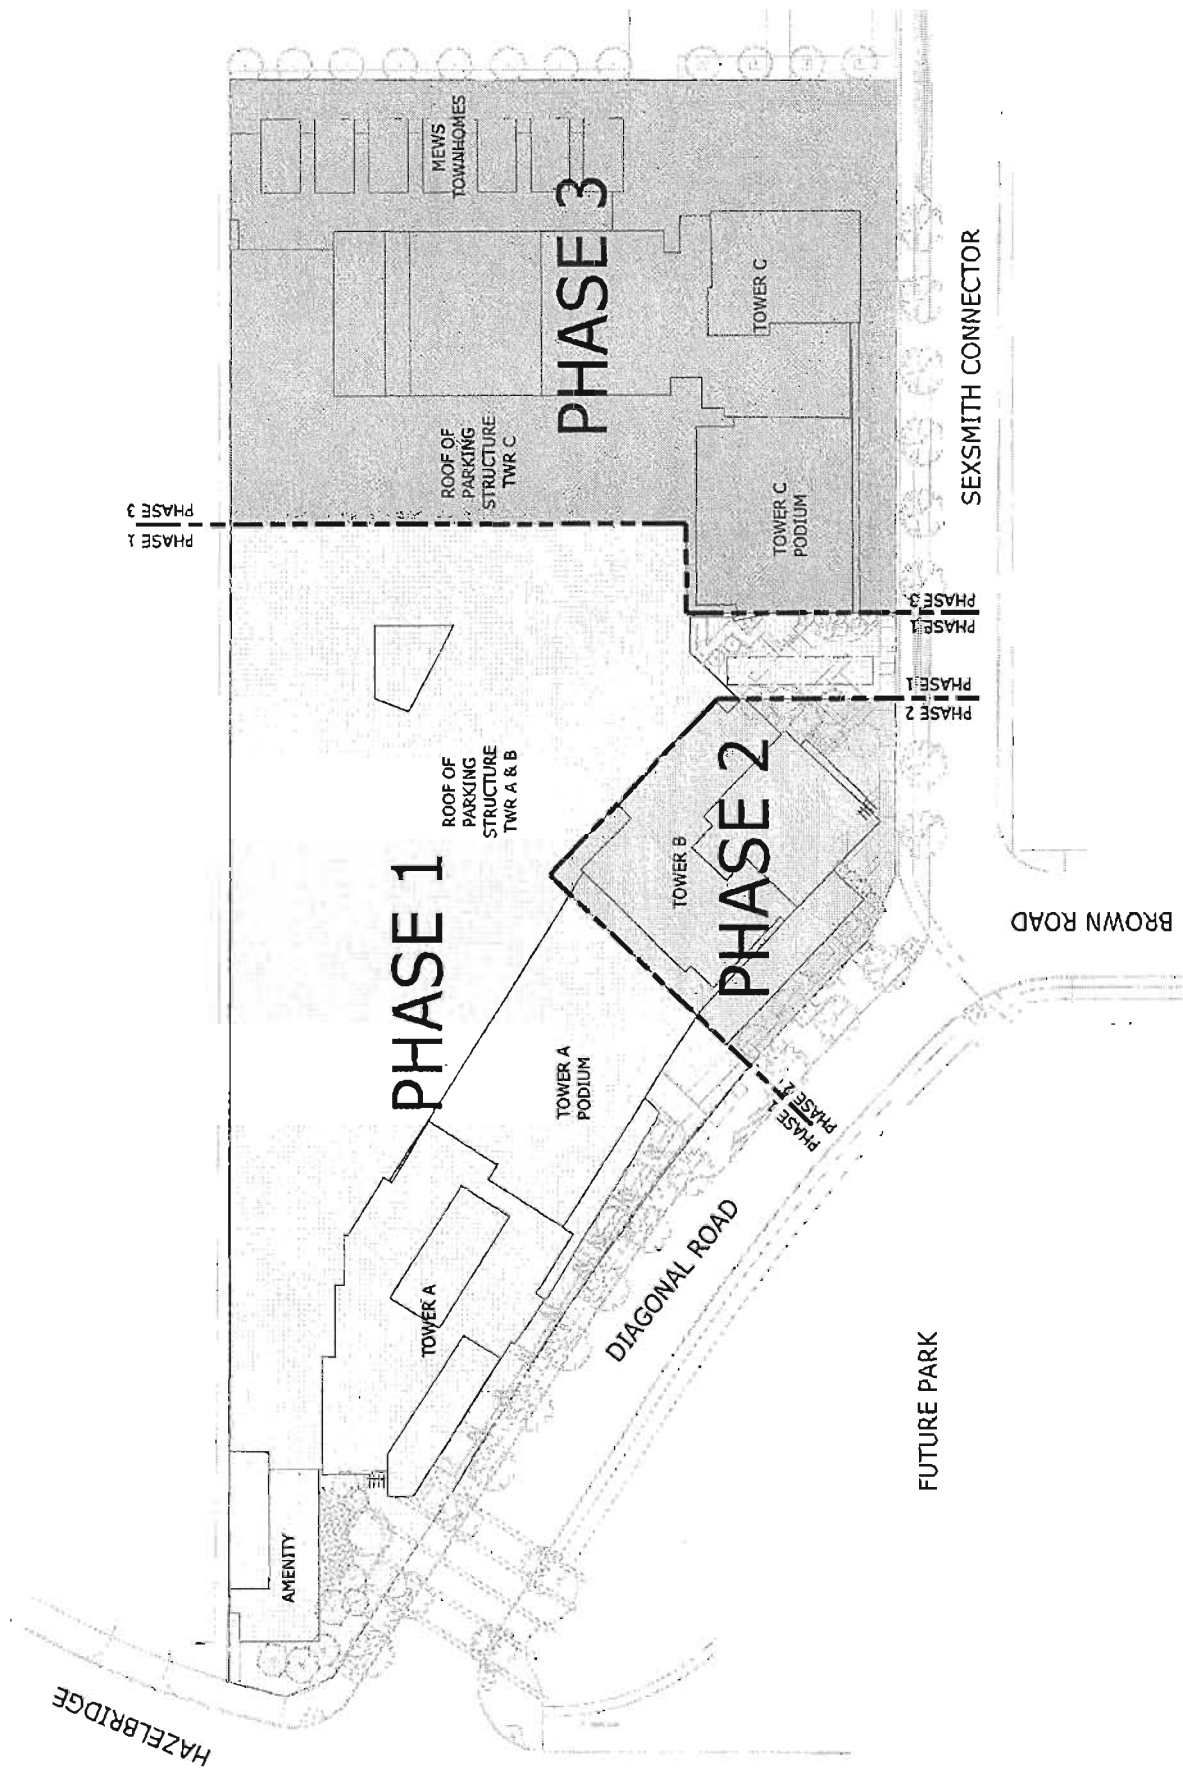 MEWS
TOWNHOMES
PHASE 3
TOWER C
SEXSMITH CONNECTOR
ROOF OF
PARKING
STRUCTURE
TWR C
TOWER C
PODIUM
PHASE 3
PHASE 1
PHASE 3
PHASE 1
PHASE 1
PHASE 2
ROOF OF
PARKING
STRUCTURE
TWR A & B
PHASE 1
TOWER B
PHASE 2
BROWN ROAD
TOWER A
PODIUM
PHASE 2
PHASE 1
TOWER A
DIAGONAL ROAD
FUTURE PARK
AMENITY
HAZELBRIDGE